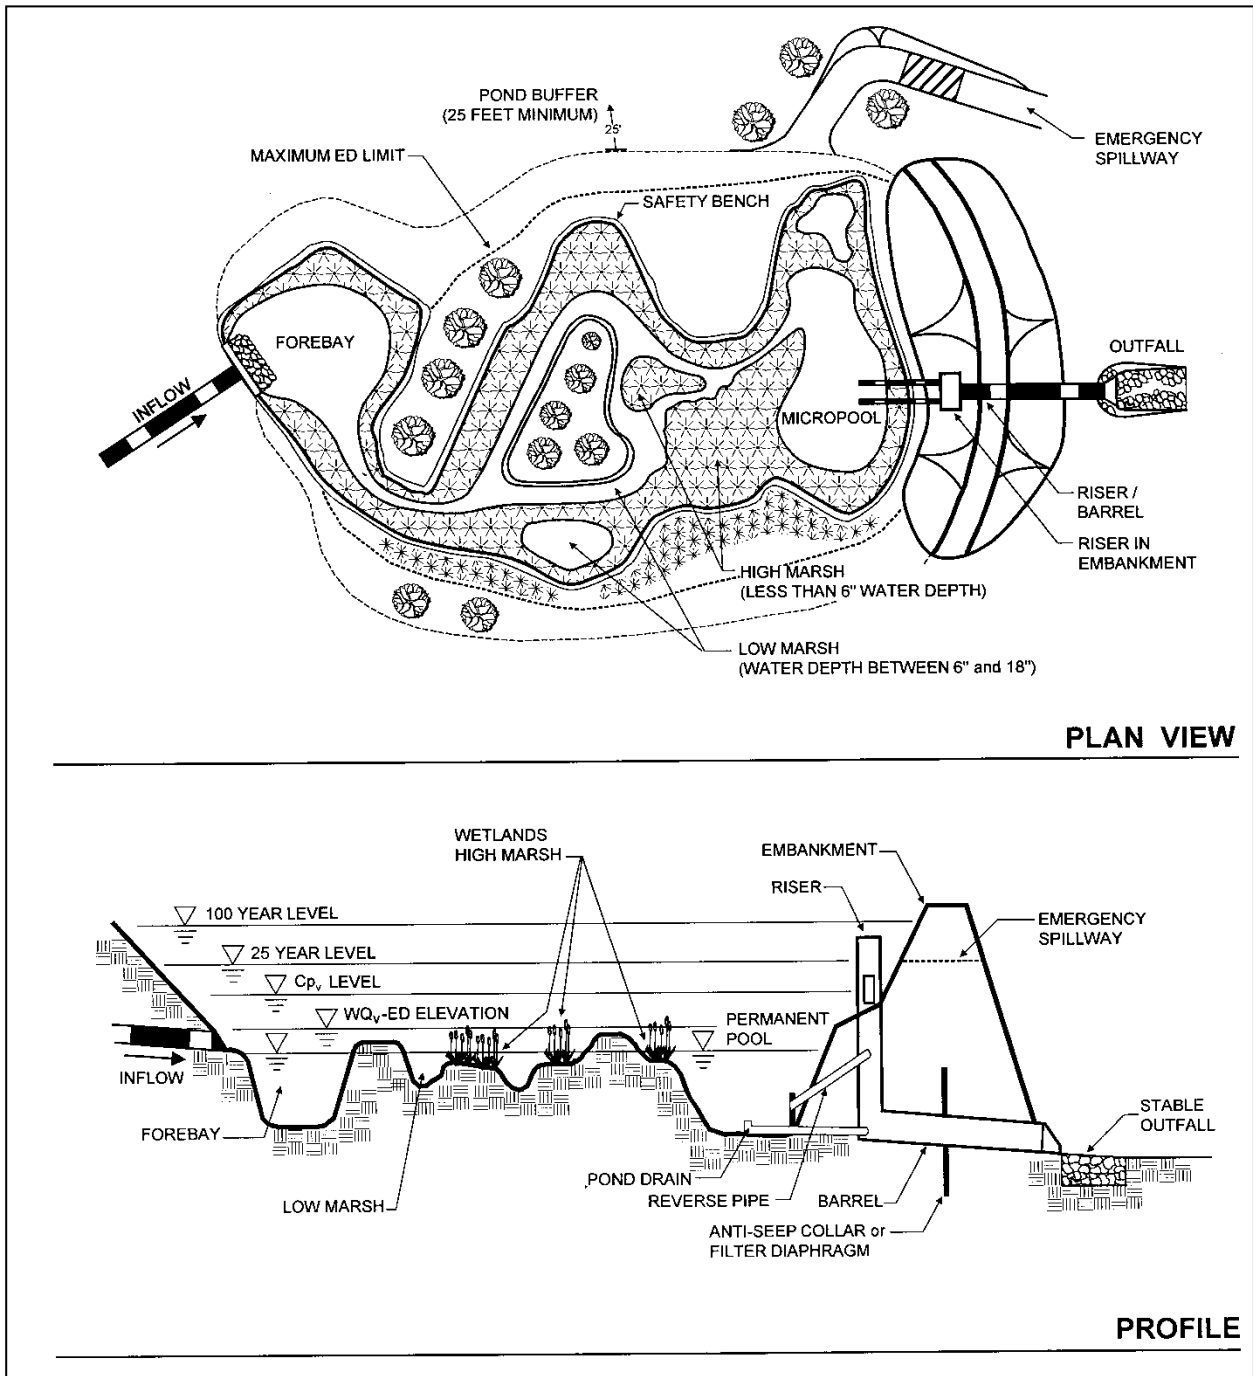 POND BUFFER
(25 FEET MINIMUM)
25'
MAXIMUM ED LIMIT
EMERGENCY
SPILLWAY
SAFETY BENCH
FOREBAY
INFLOW
OUTFALL
MICROPOOL
RISER /
BARREL
RISER IN
EMBANKMENT
HIGH MARSH
(LESS THAN 6" WATER DEPTH)
LOW MARSH
(WATER DEPTH BETWEEN 6" and 18")
PLAN VIEW
WETLANDS
HIGH MARSH
EMBANKMENT
RISER
100 YEAR LEVEL
EMERGENCY
SPILLWAY
25 YEAR LEVEL
Cpv LEVEL
WQv-ED ELEVATION
PERMANENT
POOL
INFLOW
FOREBAY
STABLE
OUTFALL
POND DRAIN
LOW MARSH
REVERSE PIPE
BARREL
ANTI-SEEP COLLAR or
FILTER DIAPHRAGM
PROFILE